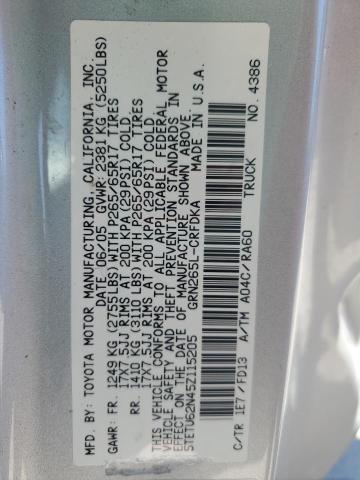 MFD. BY: TOYOTA MOTOR MANUFACTURING, CALIFORNIA, INC.
DATE 06/05 GVWR: 2381 KG (5250LBS)
GAWR: FR. 1249 KG (2755 LBS) WITH P265/65R17 TIRES
17X7.5JJ RIMS AT 200 KPA (29PSI) COLD.
RR. 1410 KG (3110 LBS) WITH P265/65R17 TIRES
17X7.5JJ RIMS AT 200 KPA (29PSI) COLD.
THIS VEHICLE CONFORMS TO ALL APPLICABLE FEDERAL MOTOR
VEHICLE SAFETY AND THEFT PREVENTION STANDARDS IN
EFFECT ON THE DATE OF MANUFACTURE SHOWN ABOVE.
5TETU62N45Z115205 MADE IN U.S.A.
GRN265L-CRFDKA
TRUCK
C/TR 1E7 / FD13 A/TM A04C/RA60 NO. 4386